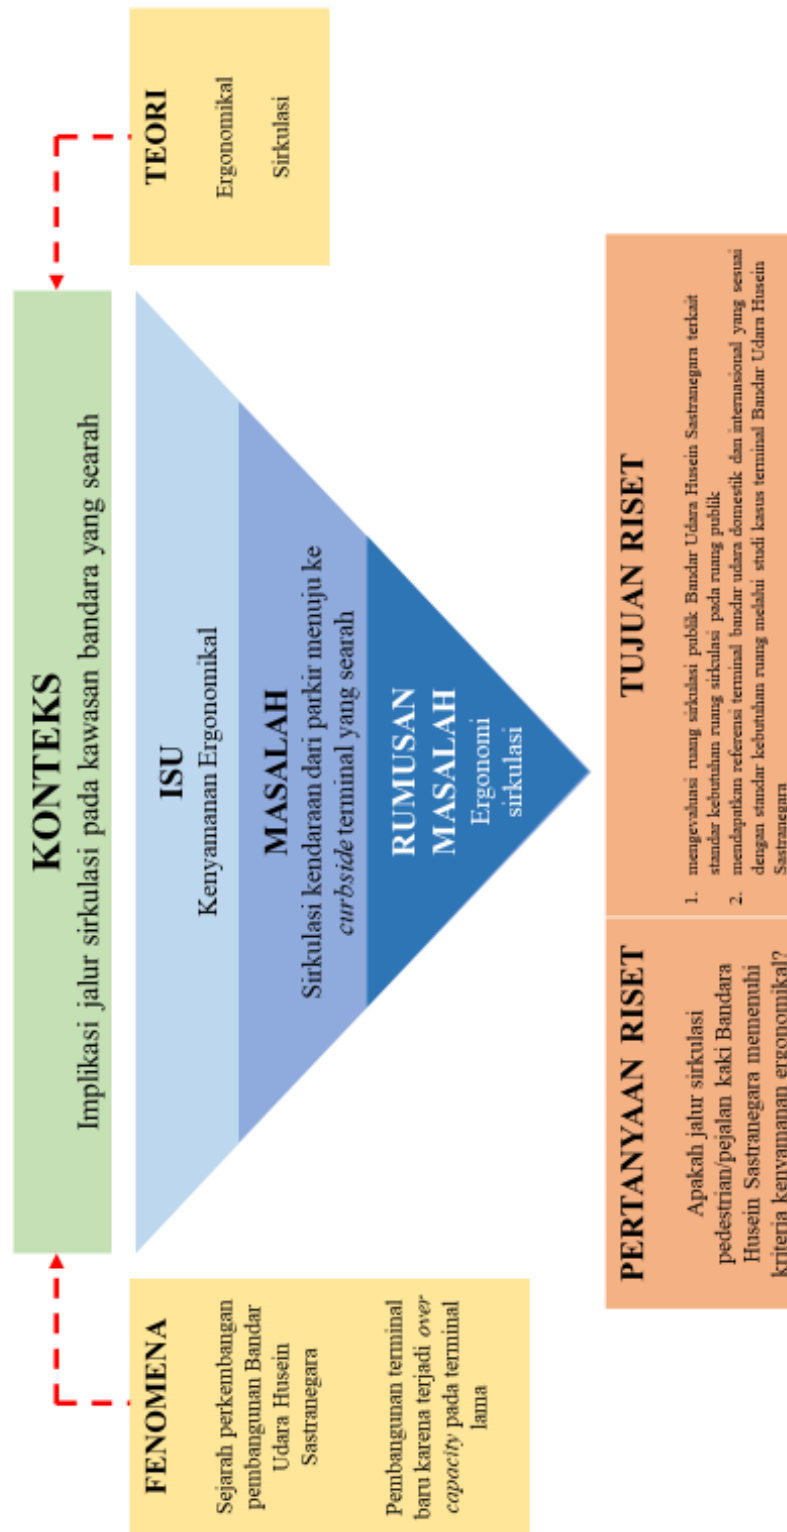 KONTEKS
Implikasi jalur sirkulasi pada kawasan bandara yang searah
FENOMENA
Sejarah perkembangan
pembangunan Bandar
Udara Husein
Sastranegara
Pembangunan terminal
baru karena terjadi over
capacity pada terminal
lama
ISU
Kenyamanan Ergonomikal
MASALAH
Sirkulasi kendaraan dari parkir menuju ke
curbside terminal yang searah
RUMUSAN
MASALAH
Ergonomi
sirkulasi
TEORI
Ergonomikal
Sirkulasi
PERTANYAAN RISET
Apakah jalur sirkulasi
pedestrian/pejalan kaki Bandara
Husein Sastranegara memenuhi
kriteria kenyamanan ergonomikal?
TUJUAN RISET
1. mengevaluasi ruang sirkulasi publik Bandar Udara Husein Sastranegara terkait
standar kebutuhan ruang sirkulasi pada ruang publik
2. mendapatkan referensi terminal bandar udara domestik dan internasional yang sesuai
dengan standar kebutuhan ruang melalui studi kasus terminal Bandar Udara Husein
Sastranegara